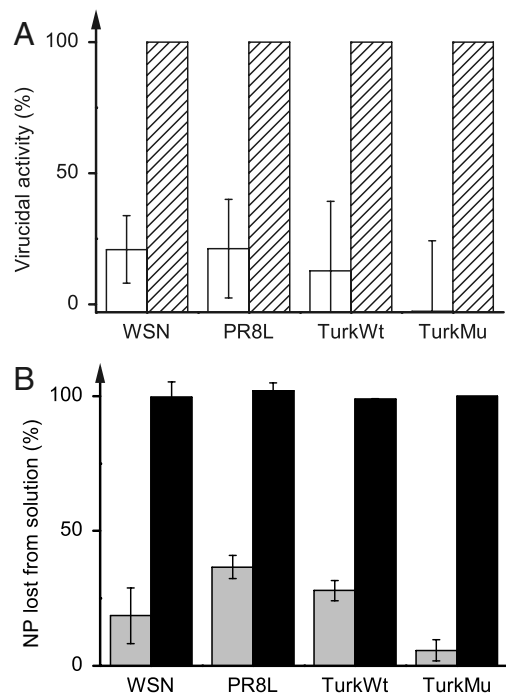 A
Virucidal activity (%)
100
50
0
WSN PR8L TurkWt TurkMu
B
NP lost from solution (%)
100
50
0
WSN PR8L TurkWt TurkMu